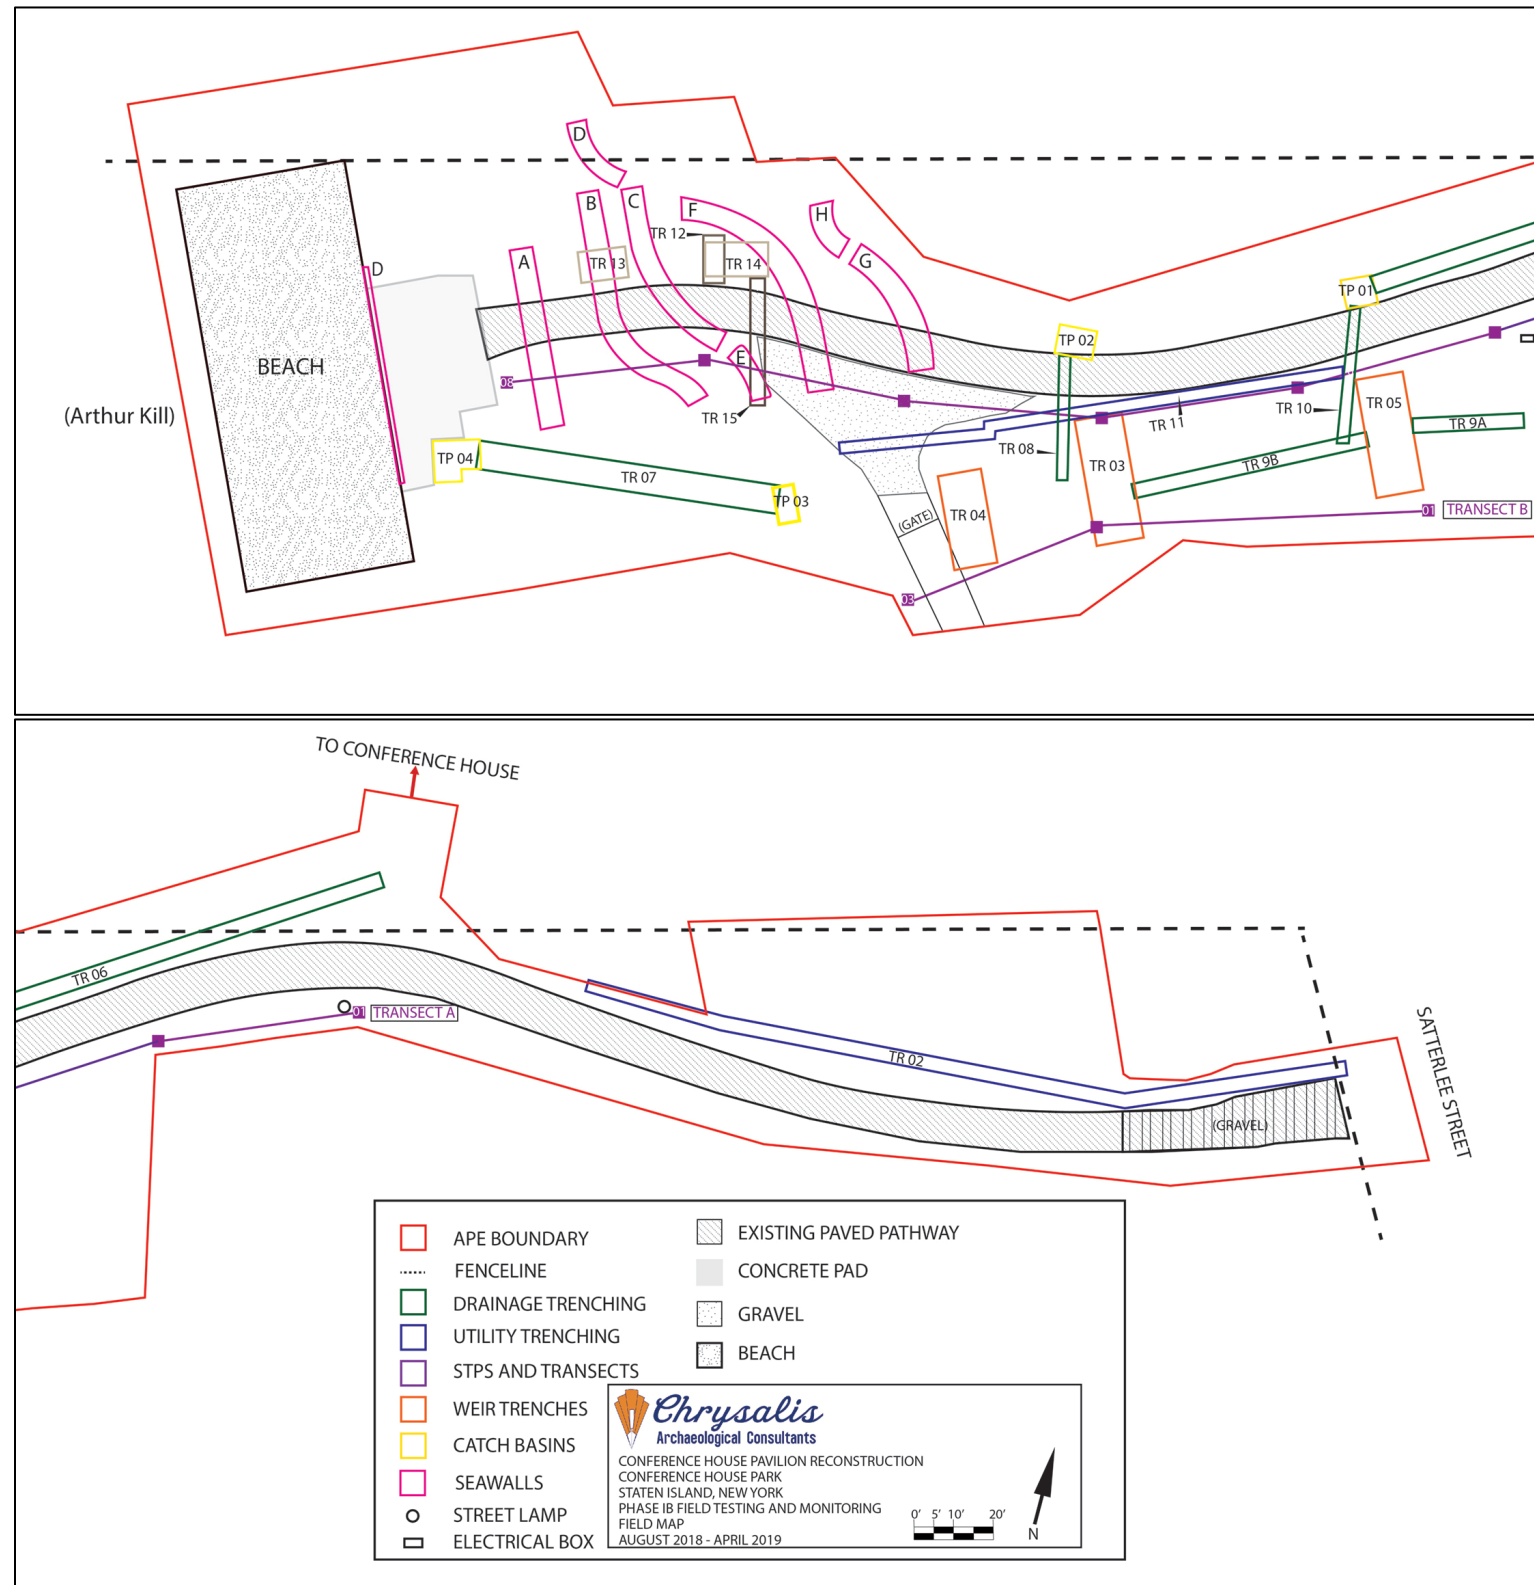 D
B
C
F
H
TR 12
A
TR 13
TR 14
G
D
TP 01
TP 02
BEACH
E
08
(Arthur Kill)
TR 15
TR 10
TR 05
TR 11
TR 9A
TR 08
TP 04
TR 07
TR 03
TR 9B
TP 03
TR 04
(GATE)
01
TRANSECT B
03
TO CONFERENCE HOUSE
TR 06
01
TRANSECT A
TR 02
SATTERLEE STREET
(GRAVEL)
APE BOUNDARY
FENCELINE
DRAINAGE TRENCHING
UTILITY TRENCHING
STPS AND TRANSECTS
WEIR TRENCHES
CATCH BASINS
SEAWALLS
STREET LAMP
ELECTRICAL BOX
EXISTING PAVED PATHWAY
CONCRETE PAD
GRAVEL
BEACH
Chrysalis
Archaeological Consultants
CONFERENCE HOUSE PAVILION RECONSTRUCTION
CONFERENCE HOUSE PARK
STATEN ISLAND, NEW YORK
PHASE IB FIELD TESTING AND MONITORING
FIELD MAP
AUGUST 2018 - APRIL 2019
0' 5' 10' 20'
N